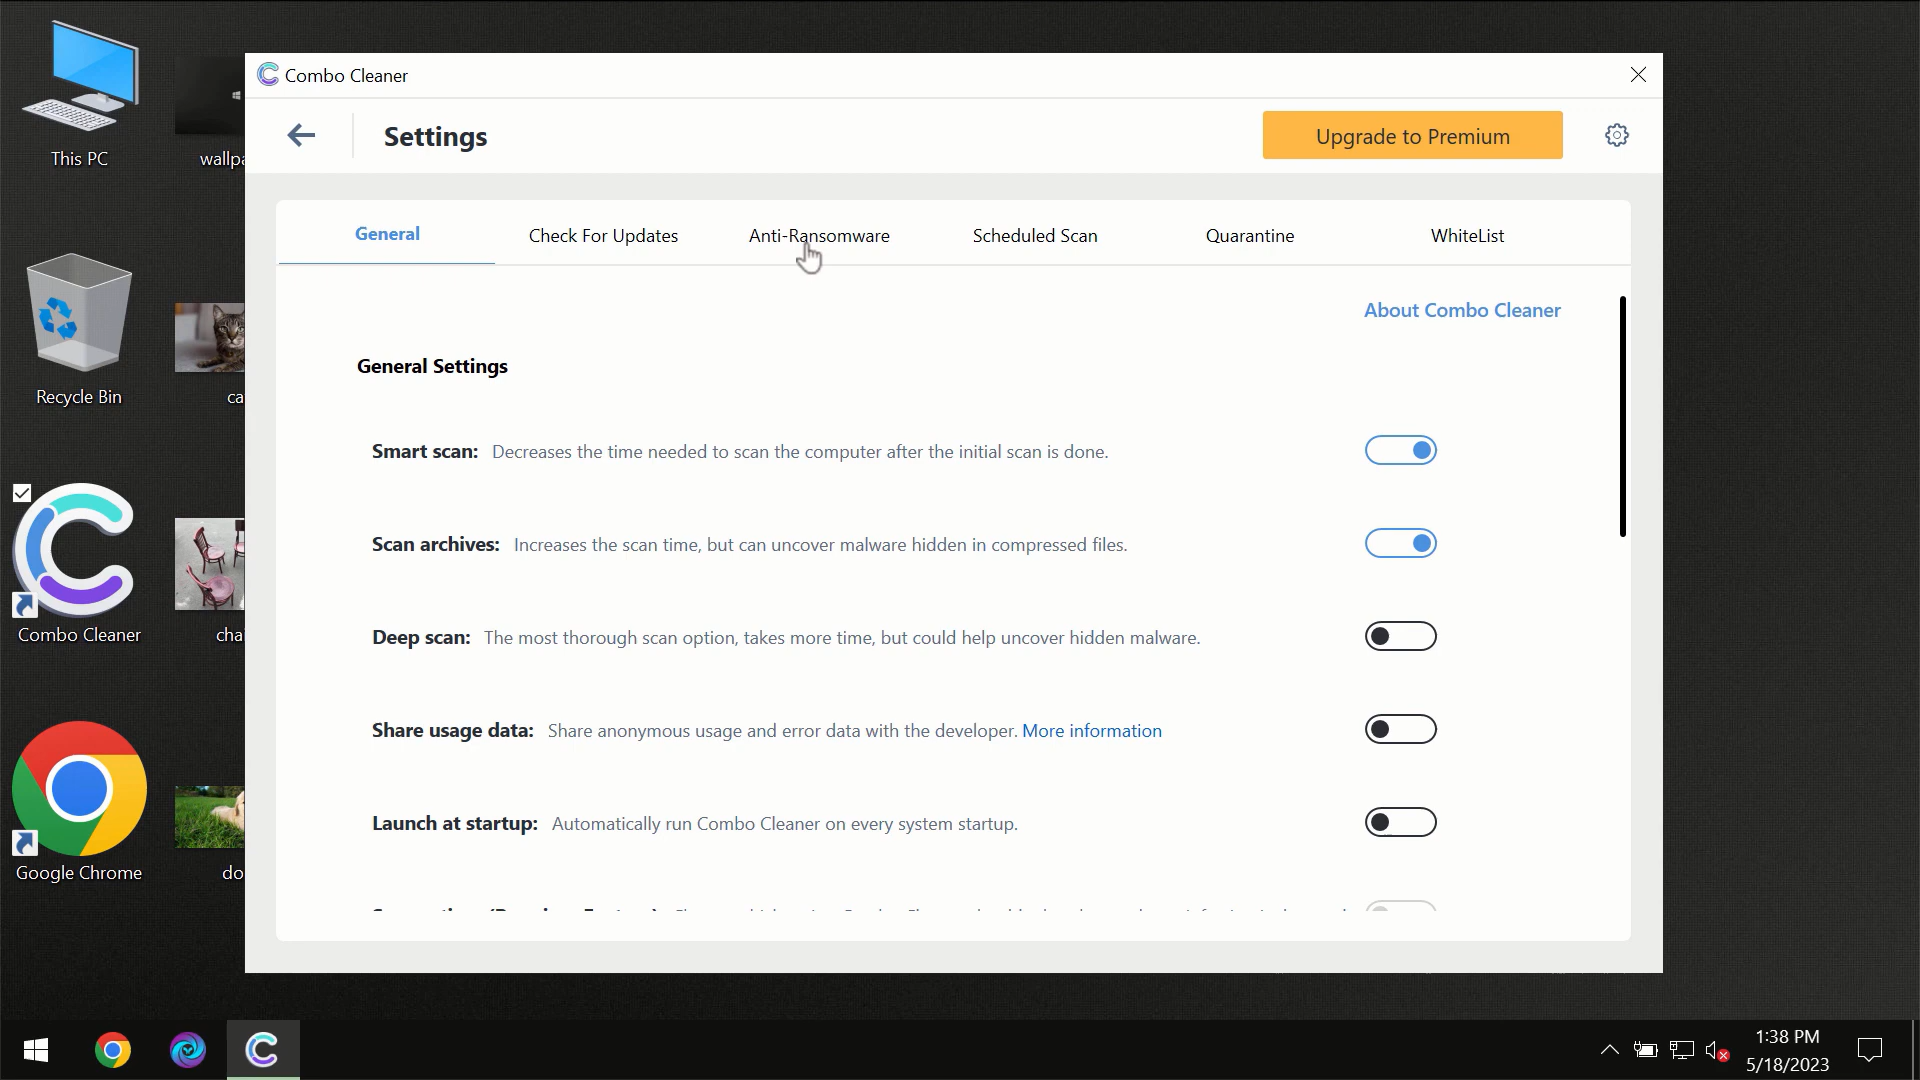 This PC
wallpa
Recycle Bin
ca
Combo Cleaner
cha
Google Chrome
do
Combo Cleaner
Settings
Upgrade to Premium
General
Check For Updates
Anti-Ransomware
Scheduled Scan
Quarantine
WhiteList
About Combo Cleaner
General Settings
Smart scan: Decreases the time needed to scan the computer after the initial scan is done.
Scan archives: Increases the scan time, but can uncover malware hidden in compressed files.
Deep scan: The most thorough scan option, takes more time, but could help uncover hidden malware.
Share usage data: Share anonymous usage and error data with the developer. More information
Launch at startup: Automatically run Combo Cleaner on every system startup.
1:38 PM
5/18/2023